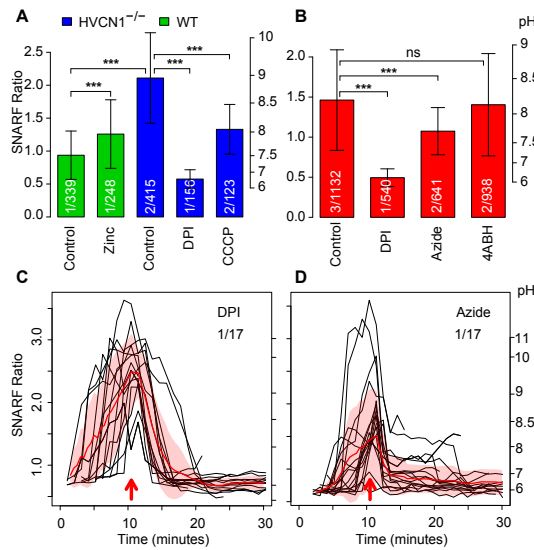 A
HVCN1−/−
WT
B
pH
SNARF Ratio
2.5
2.0
1.5
1.0
0.5
0.0
10
9
8.5
8
7.5
7
6
***
***
***
***
1/339
1/248
2/415
1/156
2/123
Control
Zinc
Control
DPI
CCCP
2.0
1.5
1.0
0.5
0.0
9
8.5
8
7
6
ns
***
***
3/1132
1/540
2/641
2/938
Control
DPI
Azide
4ABH
C
DPI
1/17
SNARF Ratio
3.0
2.0
1.0
0
10
20
30
Time (minutes)
D
Azide
1/17
pH
11
10
9
8.5
8
7
6
0
10
20
30
Time (minutes)